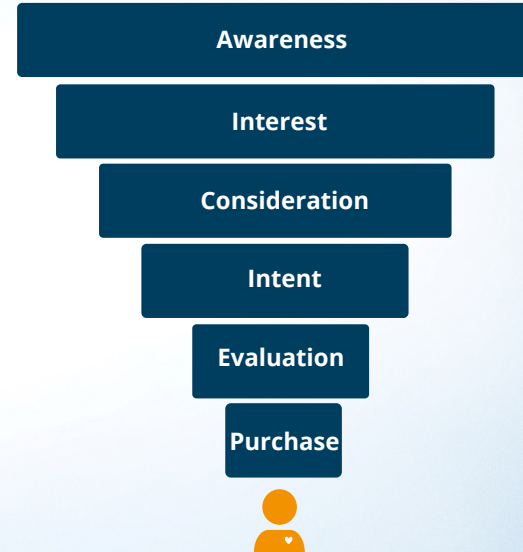 Awareness
Interest
Consideration
Intent
Evaluation
Purchase